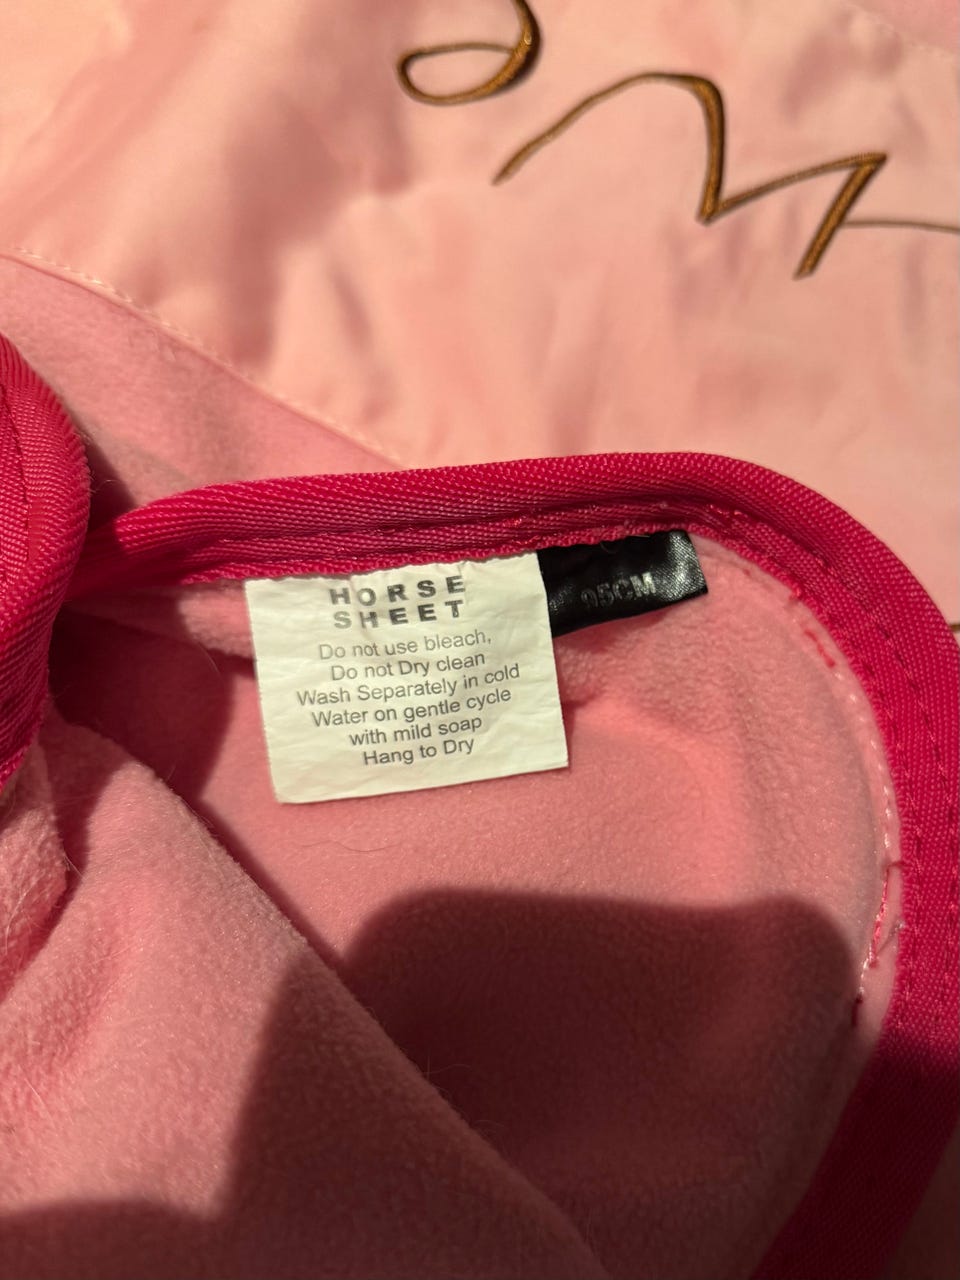 HORSE
SHEET
Do not use bleach,
Do not Dry clean
Wash Separately in cold
Water on gentle cycle
with mild soap
Hang to Dry
95CM